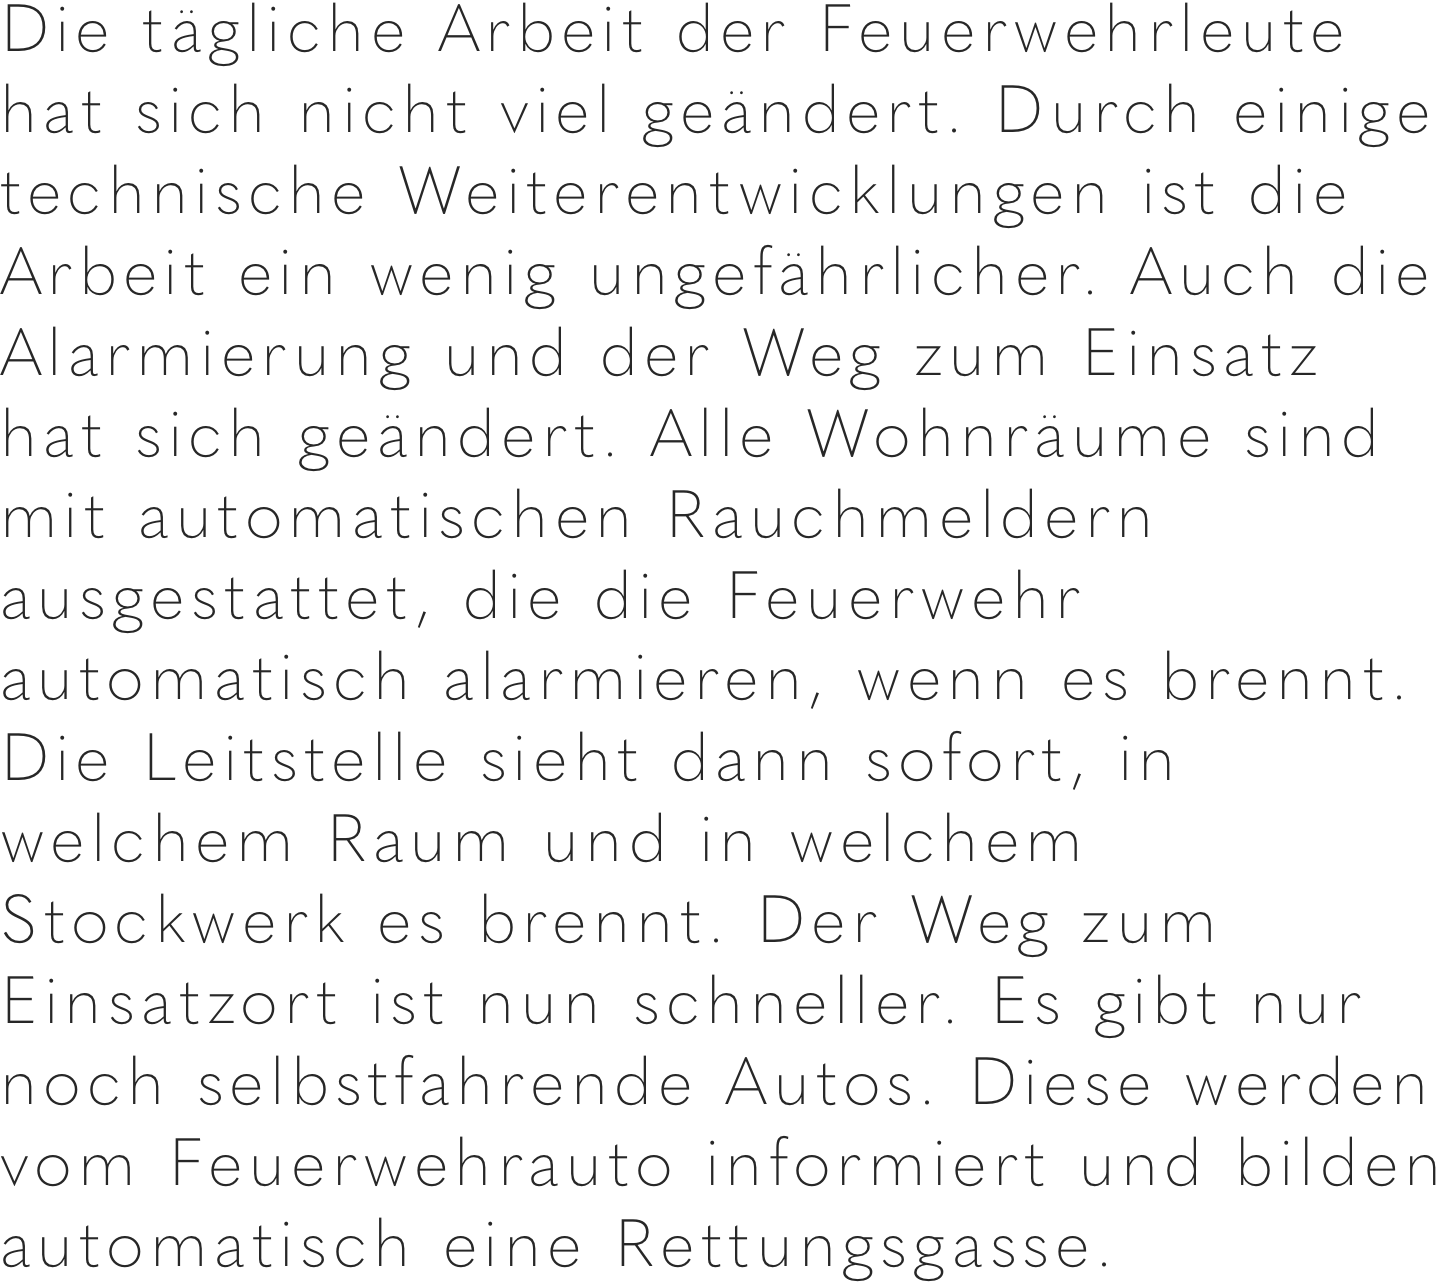 Die tägliche Arbeit der Feuerwehrleute
hat sich nicht viel geändert. Durch einige
technische Weiterentwicklungen ist die
Arbeit ein wenig ungefährlicher. Auch die
Alarmierung und der Weg zum Einsatz
hat sich geändert. Alle Wohnräume sind
mit automatischen Rauchmeldern
ausgestattet, die die Feuerwehr
automatisch alarmieren, wenn es brennt.
Die Leitstelle sieht dann sofort, in
welchem Raum und in welchem
Stockwerk es brennt. Der Weg zum
Einsatzort ist nun schneller. Es gibt nur
noch selbstfahrende Autos. Diese werden
vom Feuerwehrauto informiert und bilden
automatisch eine Rettungsgasse.